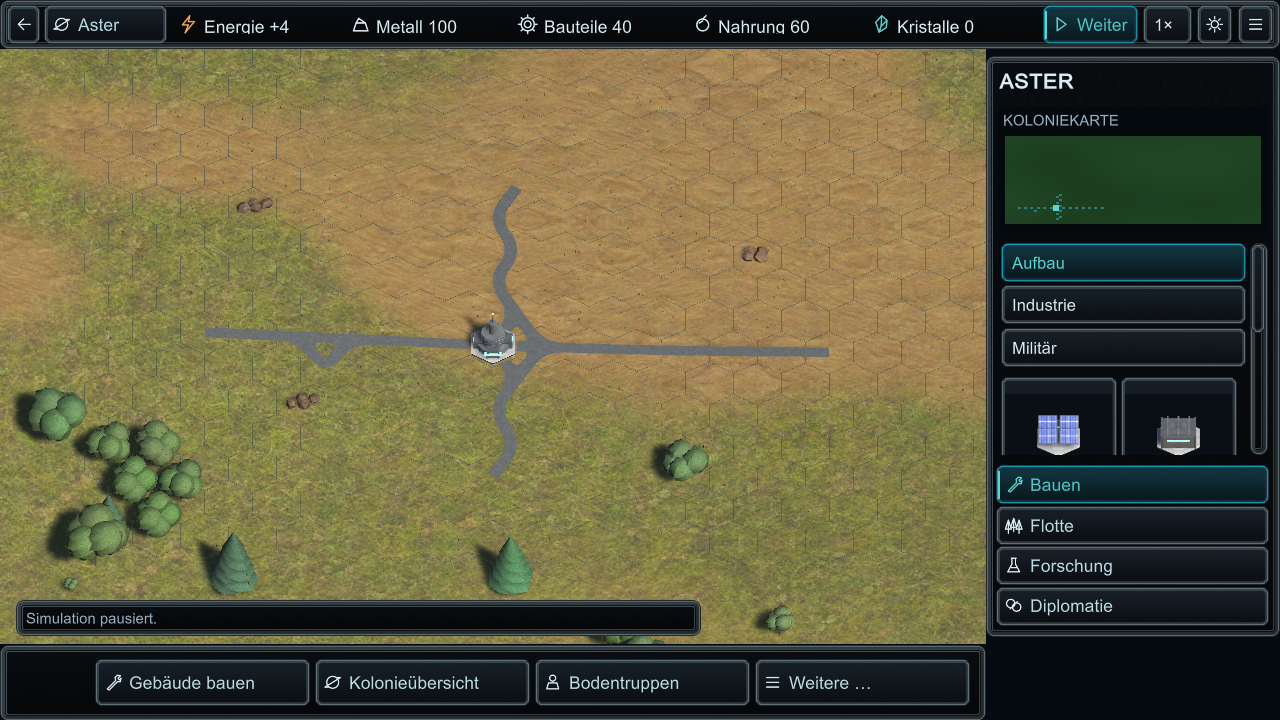 Aster
Energie +4
Metall 100
Bauteile 40
Nahrung 60
Kristalle 0
Weiter
1×
ASTER
KOLONIEKARTE
Aufbau
Industrie
Militär
Bauen
Flotte
Forschung
Diplomatie
Simulation pausiert.
Gebäude bauen
Kolonieübersicht
Bodentruppen
Weitere …